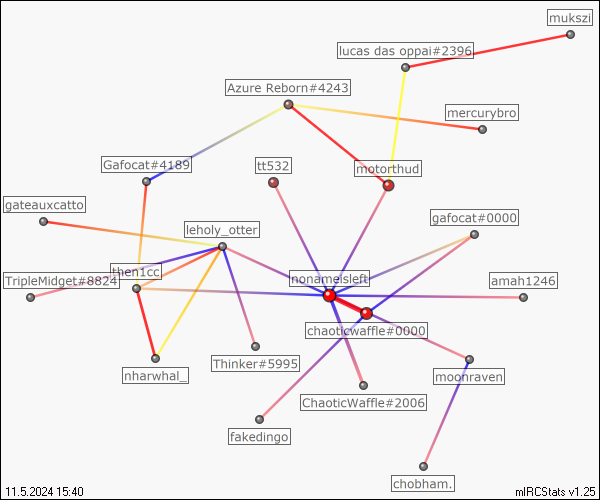 mukszi
lucas das oppai#2396
Azure Reborn#4243
mercurybro
Gafocat#4189
tt532
motorthud
gateauxcatto
gafocat#0000
leholy_otter
then1cc
nonameisleft
TripleMidget#8824
amah1246
chaoticwaffle#0000
Thinker#5995
nharwhal_
moonraven
ChaoticWaffle#2006
fakedingo
chobham.
11.5.2024 15:40
mIRCStats v1.25